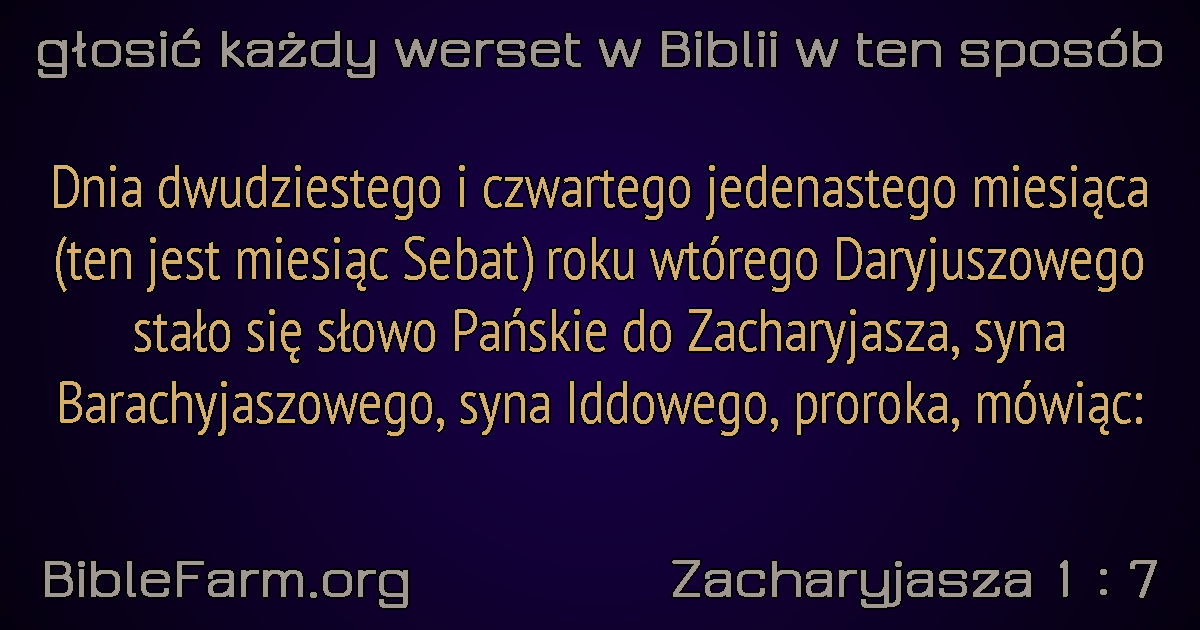 głosić każdy werset w Biblii w ten sposób
Dnia dwudziestego i czwartego jedenastego miesiąca
(ten jest miesiąc Sebat) roku wtórego Daryjuszowego
stało się słowo Pańskie do Zacharyjasza, syna
Barachyjaszowego, syna Iddowego, proroka, mówiąc:
BibleFarm.org
Zacharyjasza 1 : 7